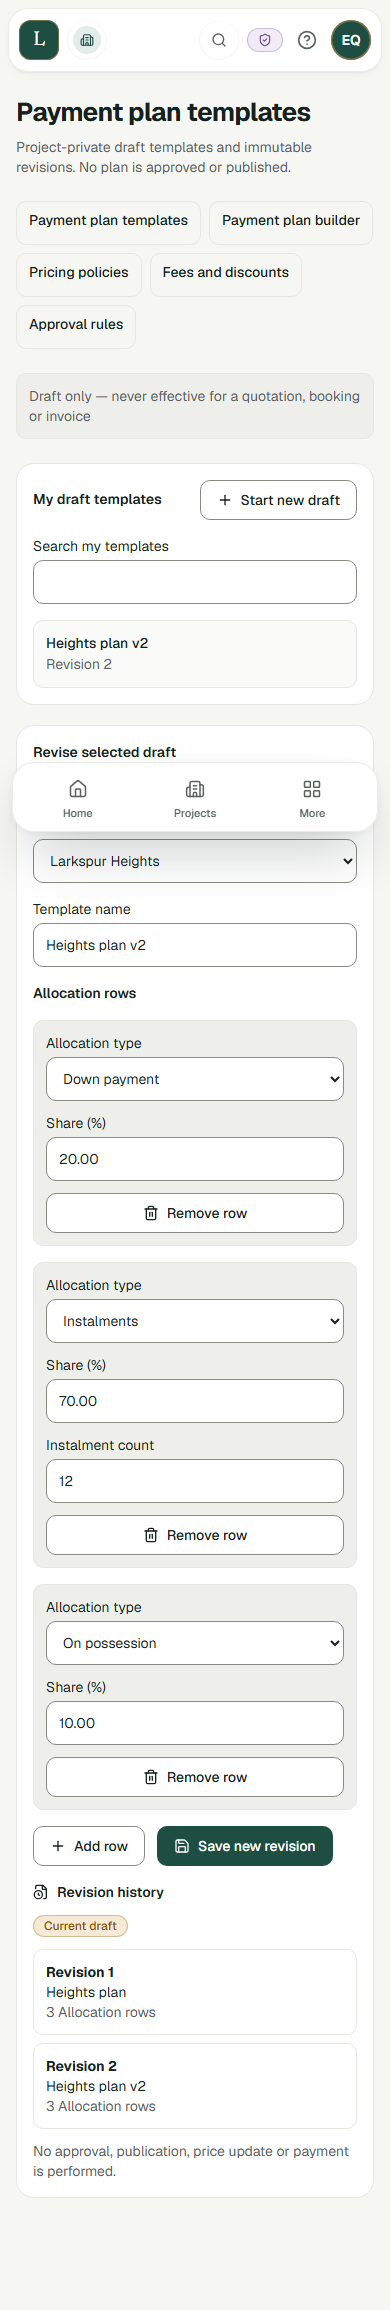 L
EQ
Payment plan templates
Project-private draft templates and immutable
revisions. No plan is approved or published.
Payment plan templates
Payment plan builder
Pricing policies
Fees and discounts
Approval rules
Draft only — never effective for a quotation, booking
or invoice
My draft templates
Start new draft
Search my templates
Heights plan v2
Revision 2
Revise selected draft
Home
Projects
More
Larkspur Heights
Template name
Heights plan v2
Allocation rows
Allocation type
Down payment
Share (%)
20.00
Remove row
Allocation type
Instalments
Share (%)
70.00
Instalment count
12
Remove row
Allocation type
On possession
Share (%)
10.00
Remove row
Add row
Save new revision
Revision history
Current draft
Revision 1
Heights plan
3 Allocation rows
Revision 2
Heights plan v2
3 Allocation rows
No approval, publication, price update or payment
is performed.